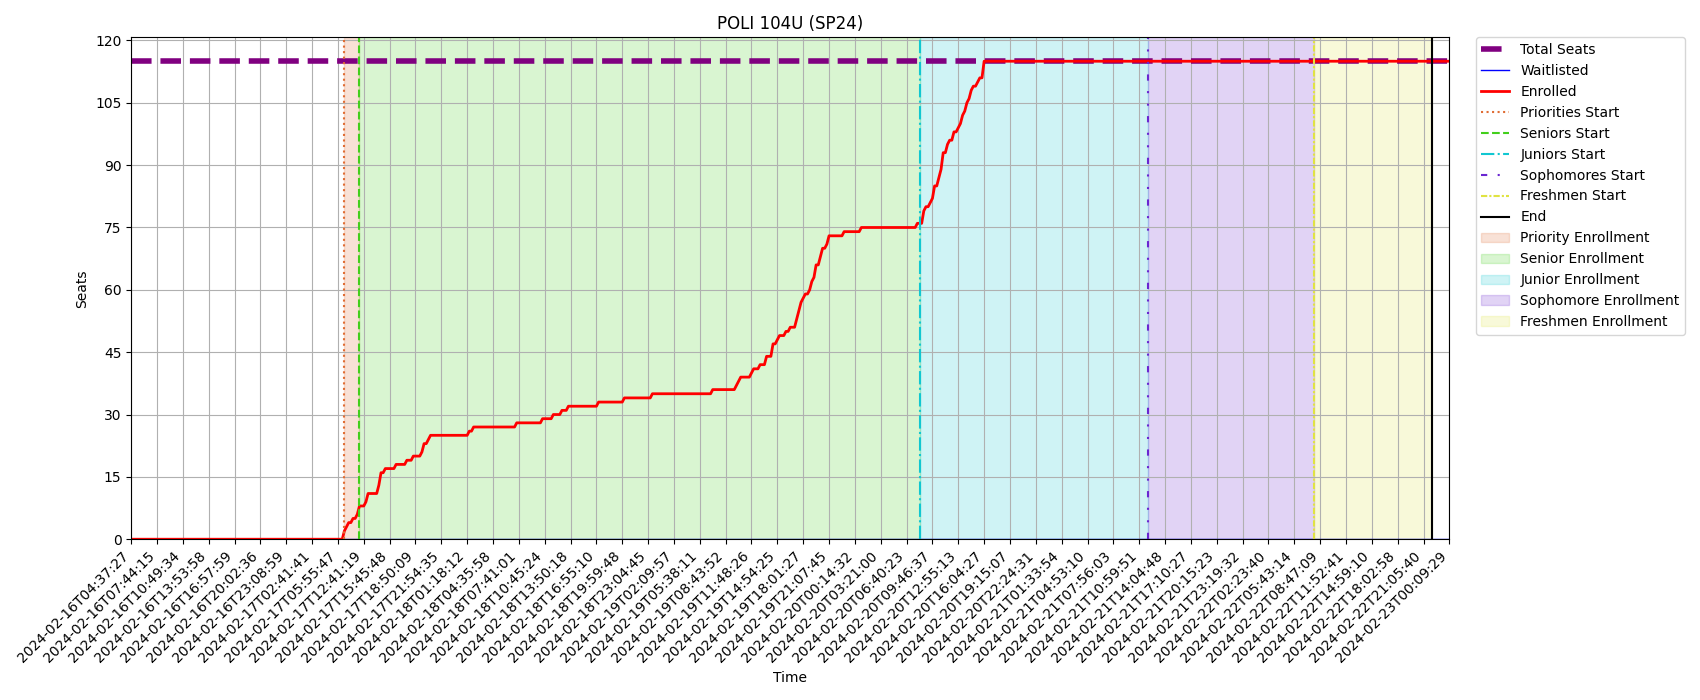 POLI 104U (SP24)
120
105
90
75
60
45
30
15
0
Seats
2024-02-16T04:37:27
2024-02-16T07:44:15
2024-02-16T10:49:34
2024-02-16T13:53:58
2024-02-16T16:57:59
2024-02-16T20:02:36
2024-02-16T23:08:59
2024-02-17T02:41:41
2024-02-17T05:55:47
2024-02-17T12:41:19
2024-02-17T15:45:48
2024-02-17T18:50:09
2024-02-17T21:54:35
2024-02-18T01:18:12
2024-02-18T04:35:58
2024-02-18T07:41:01
2024-02-18T10:45:24
2024-02-18T13:50:18
2024-02-18T16:55:10
2024-02-18T19:59:48
2024-02-18T23:04:45
2024-02-19T02:09:57
2024-02-19T05:38:11
2024-02-19T08:43:52
2024-02-19T11:48:26
2024-02-19T14:54:25
2024-02-19T18:01:27
2024-02-19T21:07:45
2024-02-20T00:14:32
2024-02-20T03:21:00
2024-02-20T06:40:23
2024-02-20T09:46:37
2024-02-20T12:55:13
2024-02-20T16:04:27
2024-02-20T19:15:07
2024-02-20T22:24:31
2024-02-21T01:33:54
2024-02-21T04:53:10
2024-02-21T07:56:03
2024-02-21T10:59:51
2024-02-21T14:04:48
2024-02-21T17:10:27
2024-02-21T20:15:23
2024-02-21T23:19:32
2024-02-22T02:23:40
2024-02-22T05:43:14
2024-02-22T08:47:09
2024-02-22T11:52:41
2024-02-22T14:59:10
2024-02-22T18:02:58
2024-02-22T21:05:40
2024-02-23T00:09:29
Time
Total Seats
Waitlisted
Enrolled
Priorities Start
Seniors Start
Juniors Start
Sophomores Start
Freshmen Start
End
Priority Enrollment
Senior Enrollment
Junior Enrollment
Sophomore Enrollment
Freshmen Enrollment